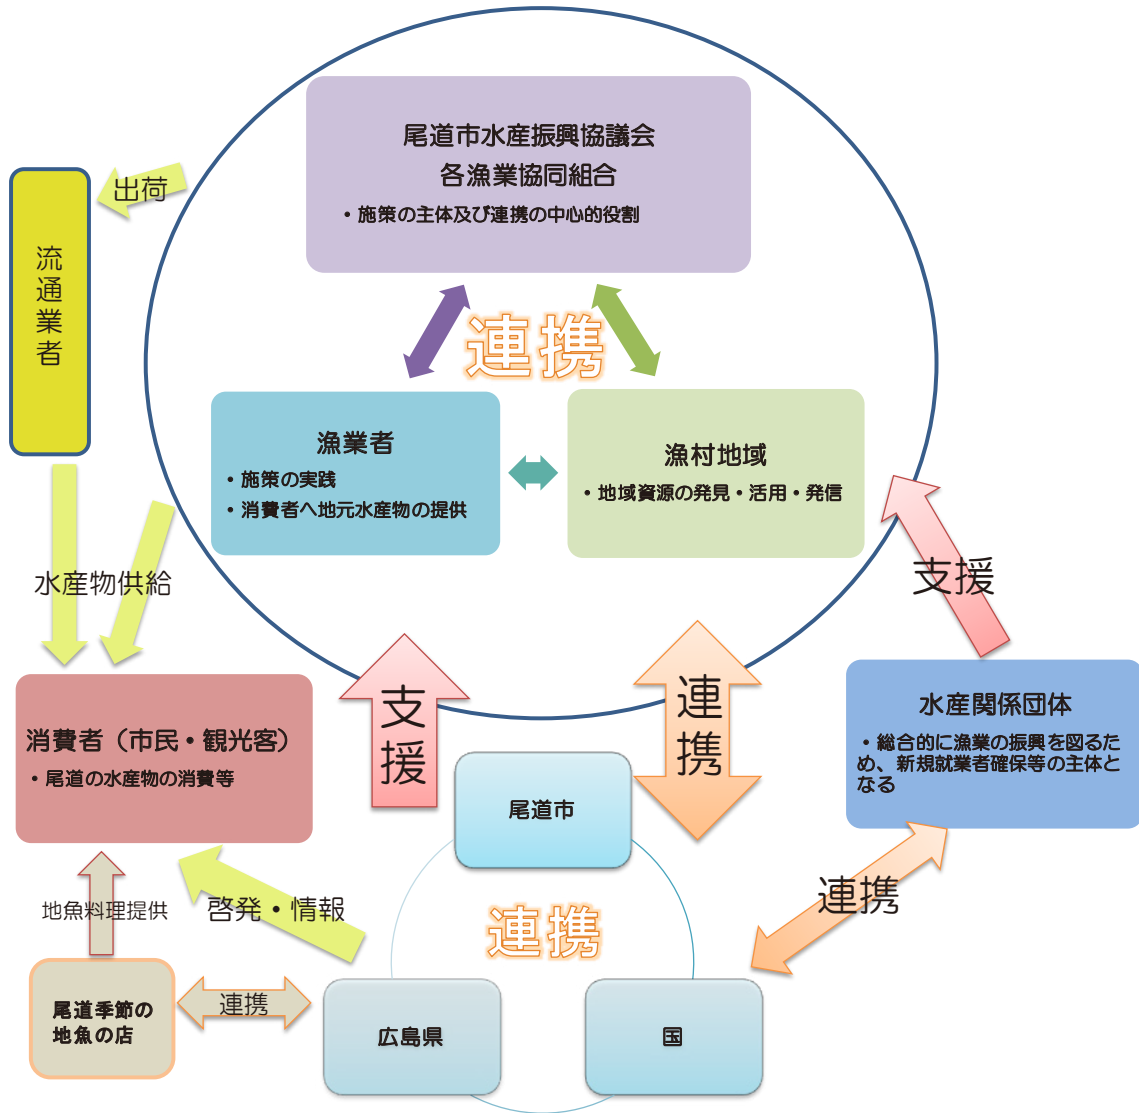 尾道市水産振興協議会
各漁業協同組合
・施策の主体及び連携の中心的役割
出荷
流通業者
連携
漁業者
・施策の実践
・消費者へ地元水産物の提供
漁村地域
・地域資源の発見・活用・発信
水産物供給
支援
支援
連携
消費者（市民・観光客）
・尾道の水産物の消費等
水産関係団体
・総合的に漁業の振興を図るた
め、新規就業者確保等の主体と
なる
尾道市
地魚料理提供
啓発・情報
連携
連携
尾道季節の
地魚の店
連携
広島県
国